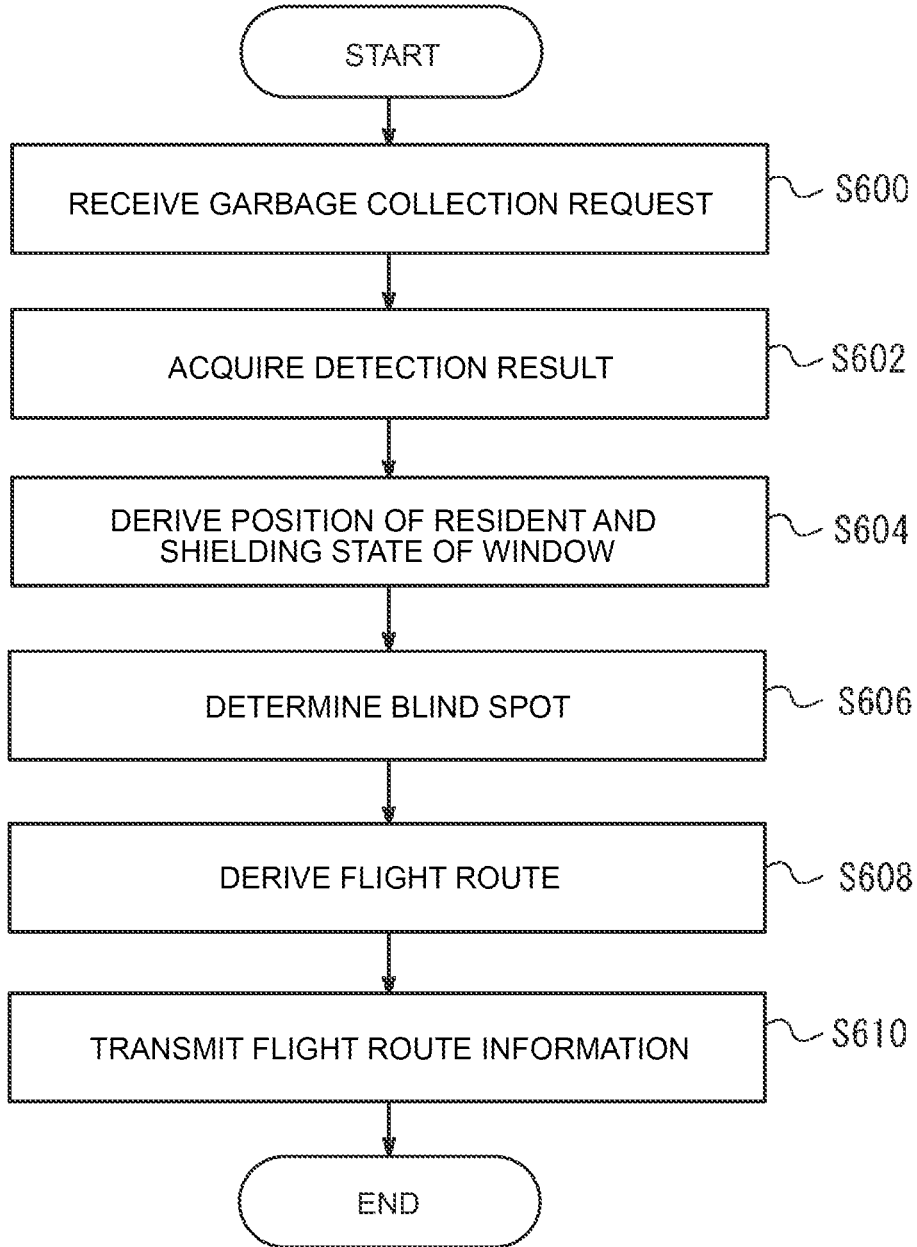 START
RECEIVE GARBAGE COLLECTION REQUEST
S600
ACQUIRE DETECTION RESULT
S602
DERIVE POSITION OF RESIDENT AND
SHIELDING STATE OF WINDOW
S604
DETERMINE BLIND SPOT
S606
DERIVE FLIGHT ROUTE
S608
TRANSMIT FLIGHT ROUTE INFORMATION
S610
END